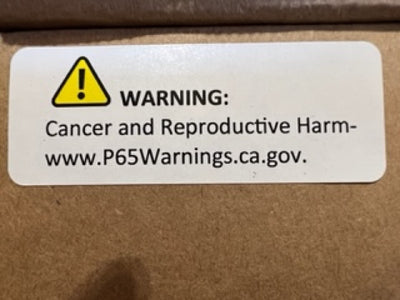 WARNING:
Cancer and Reproductive Harm-
www.P65Warnings.ca.gov.